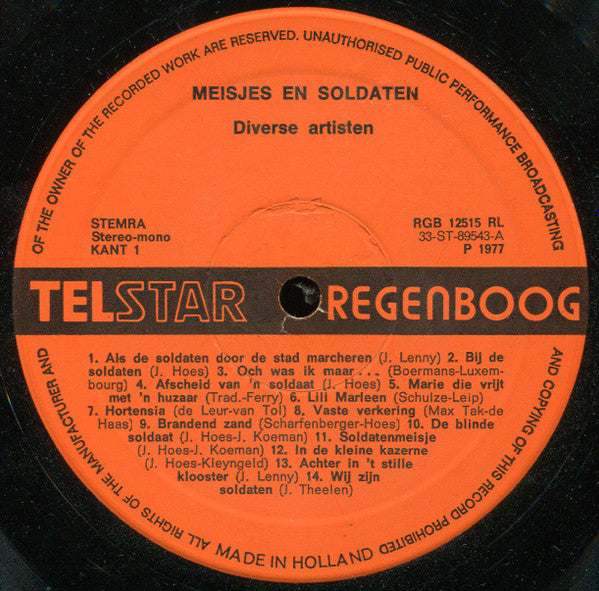 OF THE OWNER OF THE RECORDED WORK ARE RESERVED. UNAUTHORISED PUBLIC PERFORMANCE BROADCASTING
MEISJES EN SOLDATEN
Diverse artisten
STEMRA
Stereo-mono
KANT 1
RGB 12515 RL
33-ST-89543-A
P 1977
TELSTAR REGENBOOG
1. Als de soldaten door de stad marcheren (J. Lenny) 2. Bij de
soldaten (J. Hoes) 3. Och was ik maar... (Boermans-Luxem-
bourg) 4. Afscheid van 'n soldaat (J. Hoes) 5. Marie die vrijt
met 'n huzaar (Trad.-Ferry) 6. Lili Marleen (Schulze-Leip)
7. Hortensia (de Leur-van Tol) 8. Vaste verkering (Max Tak-de
Haas) 9. Brandend zand (Scharfenberger-Hoes) 10. De blinde
soldaat (J. Hoes-J. Koeman) 11. Soldatenmeisje
(J. Hoes-J. Koeman) 12. In de kleine kazerne
(J. Hoes-Kleyngeld) 13. Achter in 't stille
klooster (J. Lenny) 14. Wij zijn
soldaten (J. Theelen)
AND COPYING OF THIS RECORD PROHIBITED
ALL RIGHTS OF THE MANUFACTURER AND
MADE IN HOLLAND